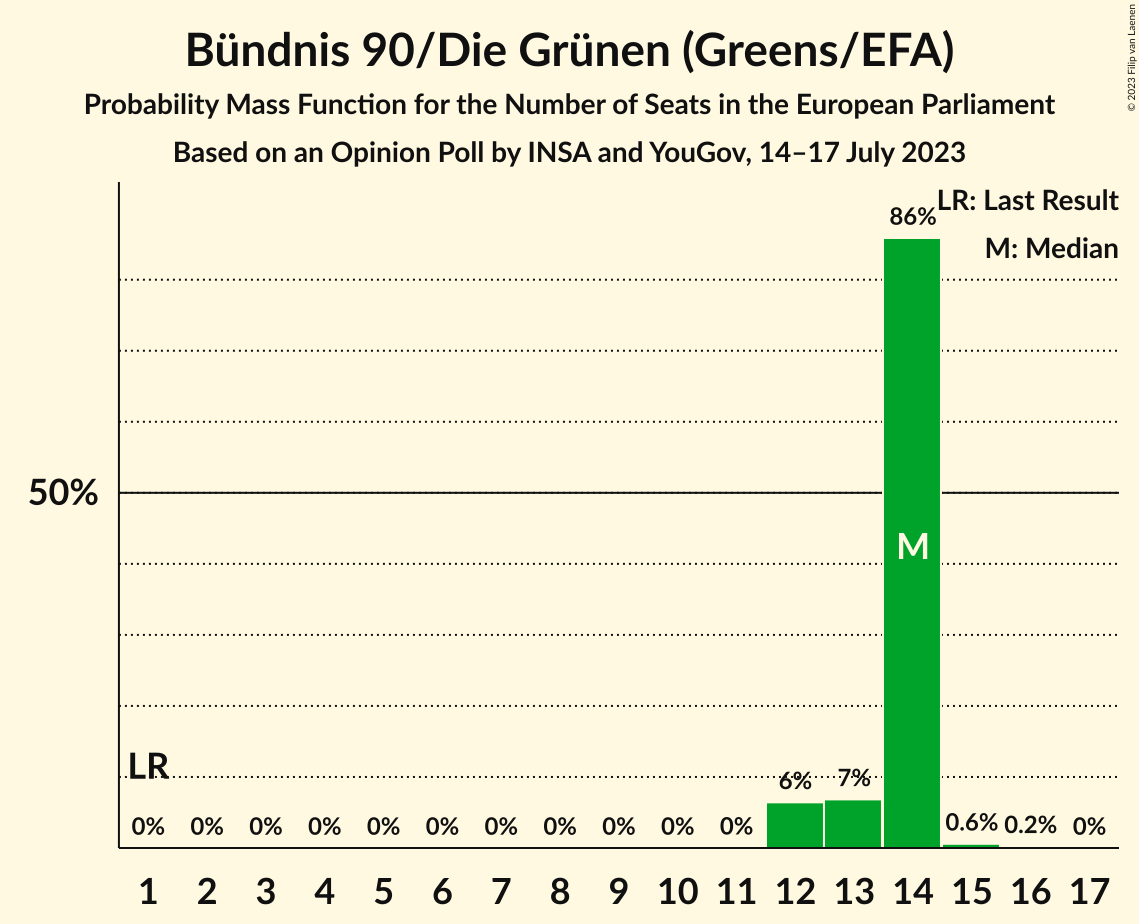 Bündnis 90/Die Grünen (Greens/EFA)
Probability Mass Function for the Number of Seats in the European Parliament
Based on an Opinion Poll by INSA and YouGov, 14–17 July 2023
© 2023 Filip van Laenen
LR: Last Result
M: Median
86%
50%
M
LR
0% 0% 0% 0% 0% 0% 0% 0% 0% 0% 0% 6% 7% 0.6% 0.2% 0%
1 2 3 4 5 6 7 8 9 10 11 12 13 14 15 16 17